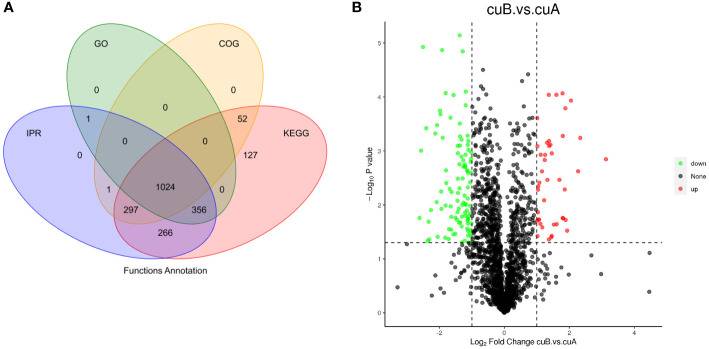 A
GO
COG
0
0
0
IPR
1
52
KEGG
0
0
0
127
1
1024
0
297
356
266
Functions Annotation
B
cuB.vs.cuA
5
4
3
2
1
0
−Log10 P value
-2
0
2
4
Log2 Fold Change cuB.vs.cuA
down
None
up